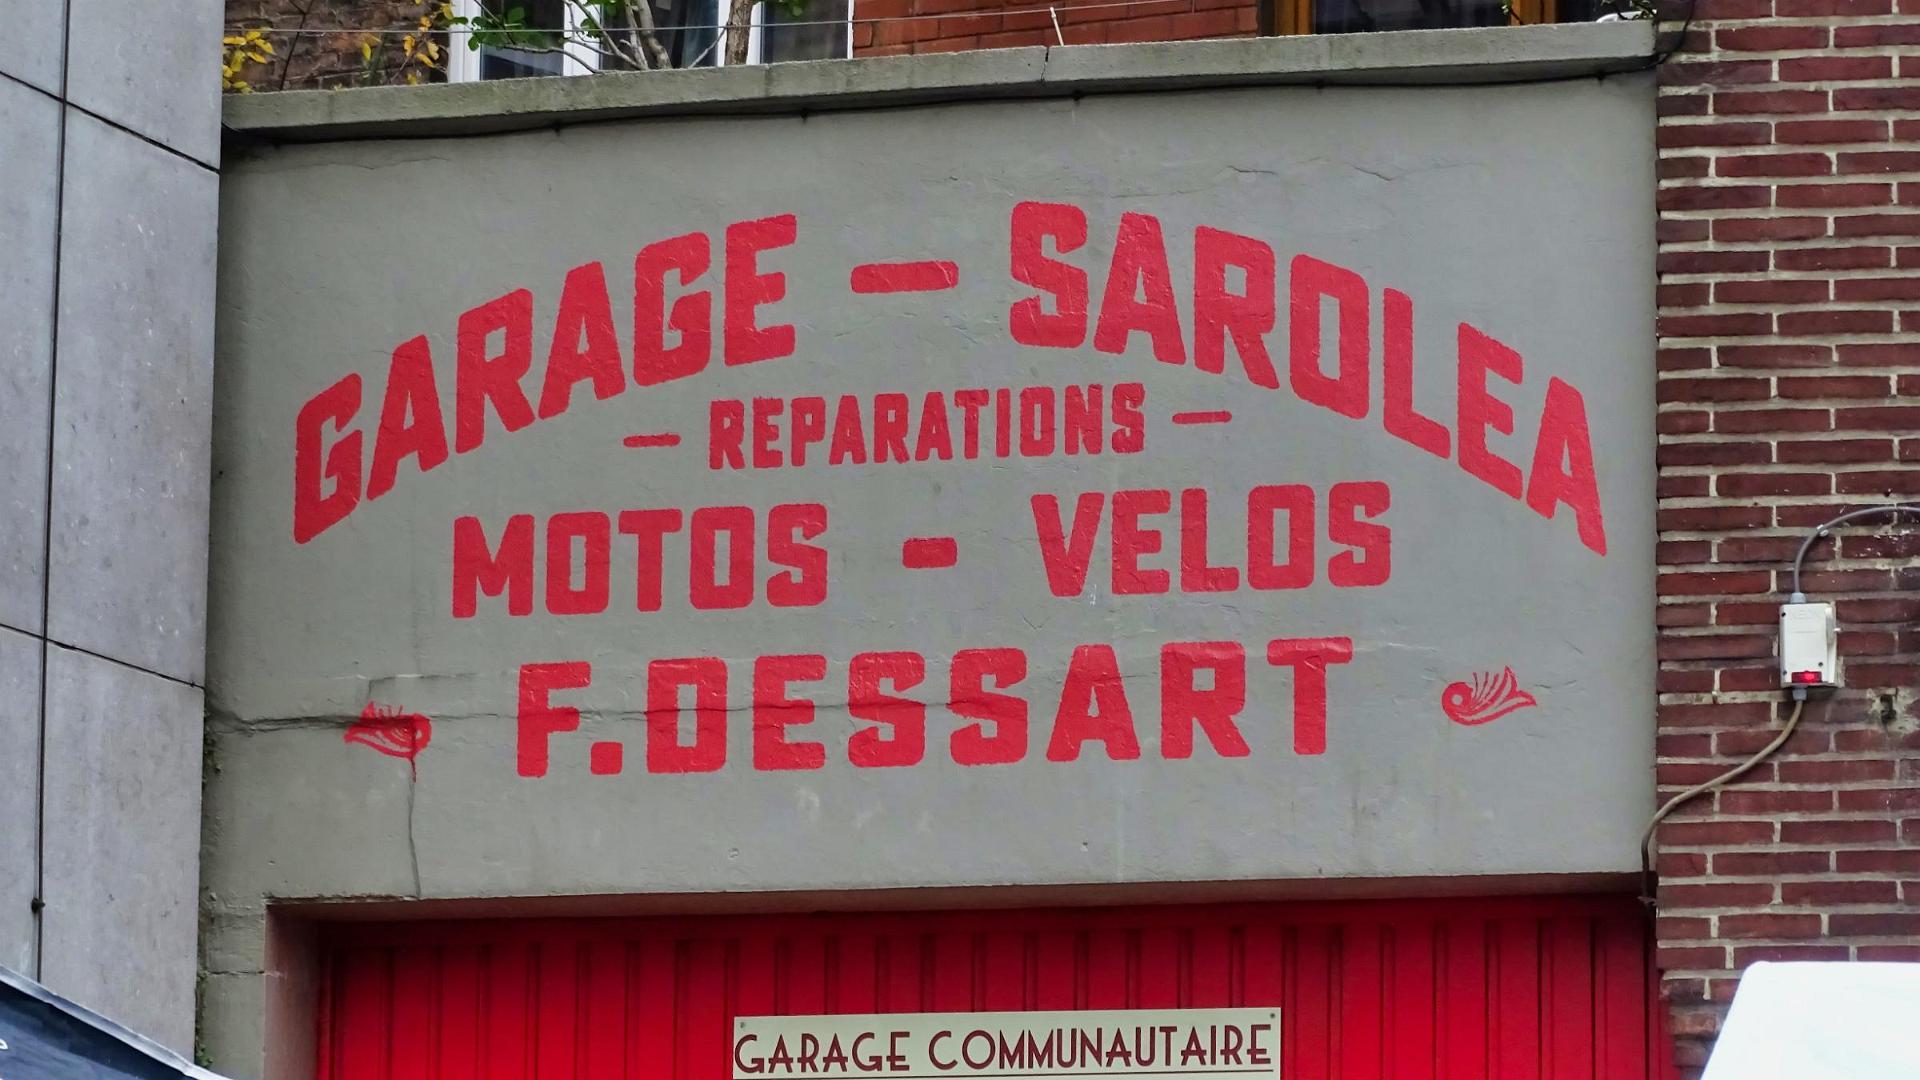 GARAGE — SAROLEA
— REPARATIONS —
MOTOS - VELOS
F. DESSART
GARAGE COMMUNAUTAIRE